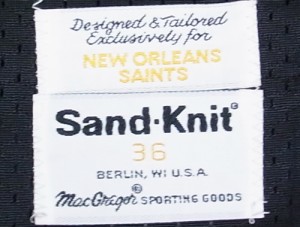 Designed & Tailored
Exclusively for
NEW ORLEANS
SAINTS
Sand·Knit®
36
BERLIN, WI U.S.A.
MacGregor® SPORTING GOODS